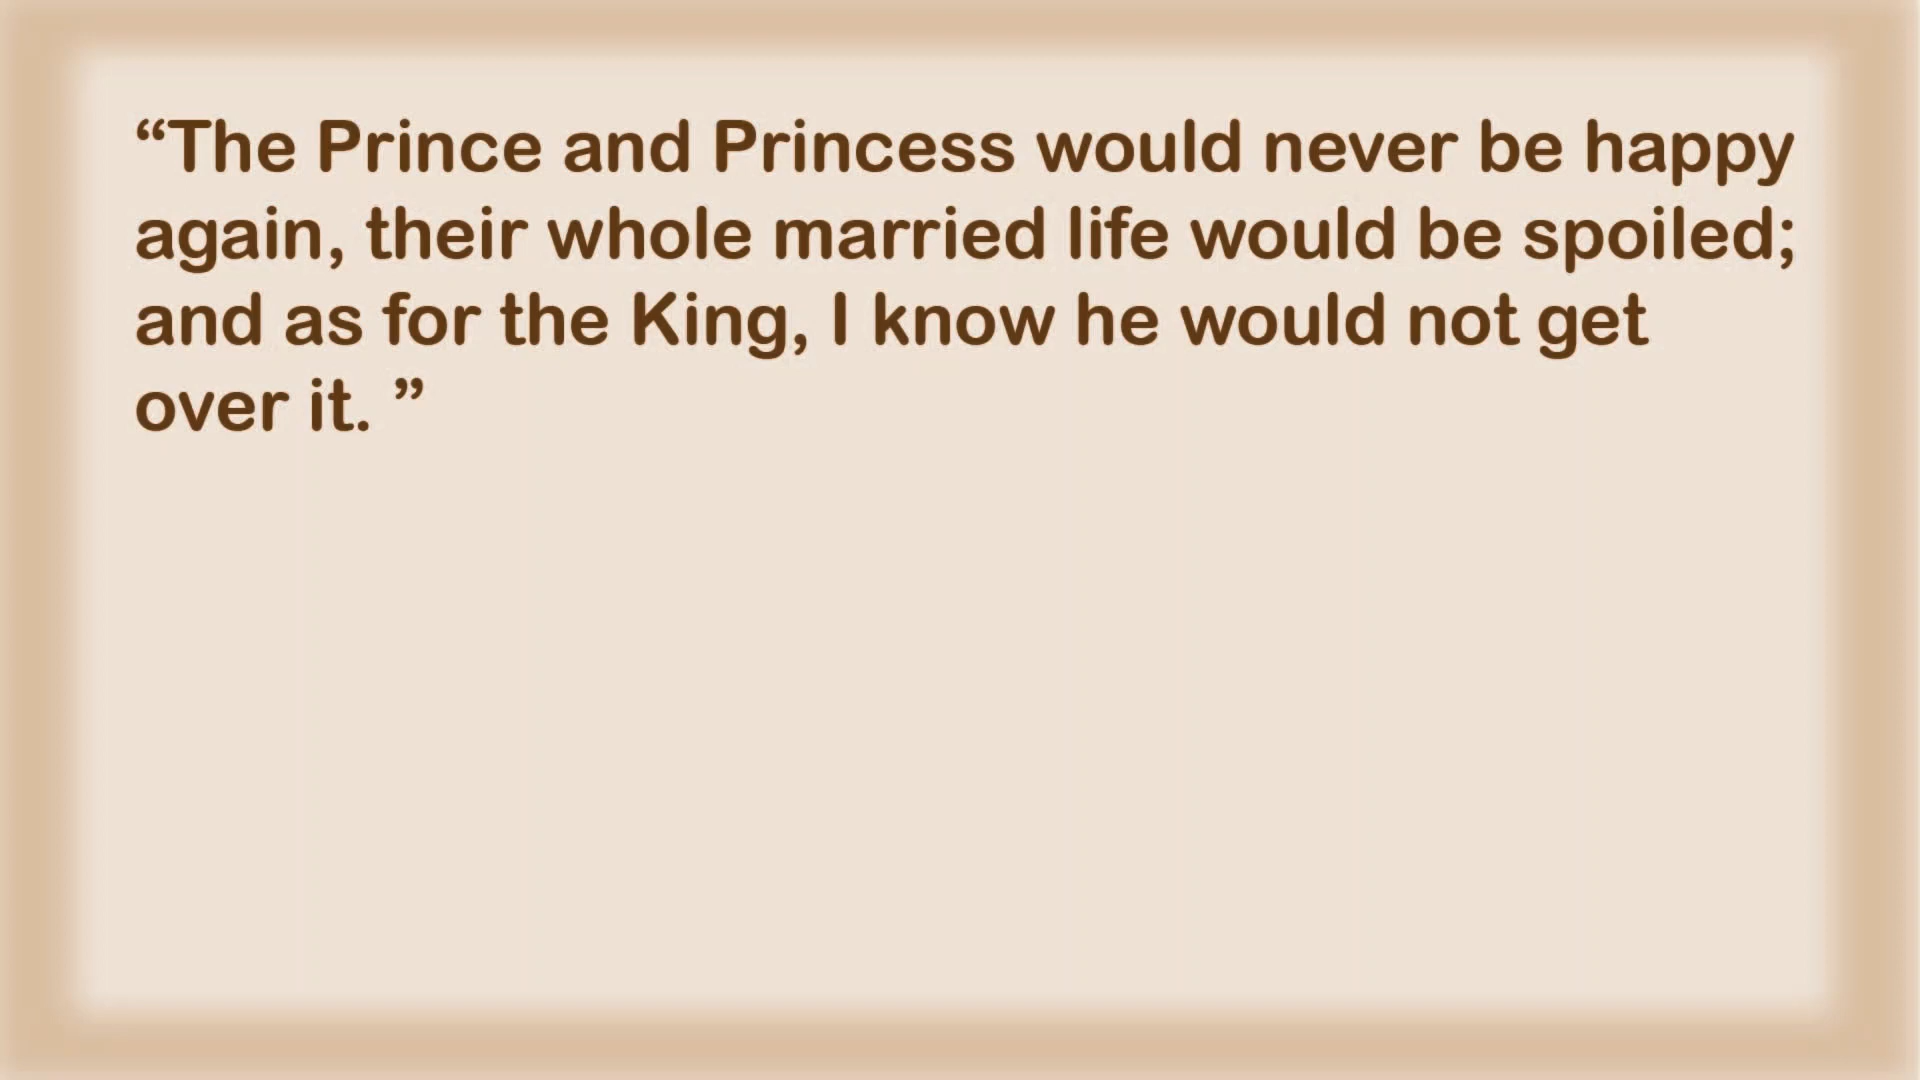 “The Prince and Princess would never be happy
again, their whole married life would be spoiled;
and as for the King, I know he would not get
over it. ”